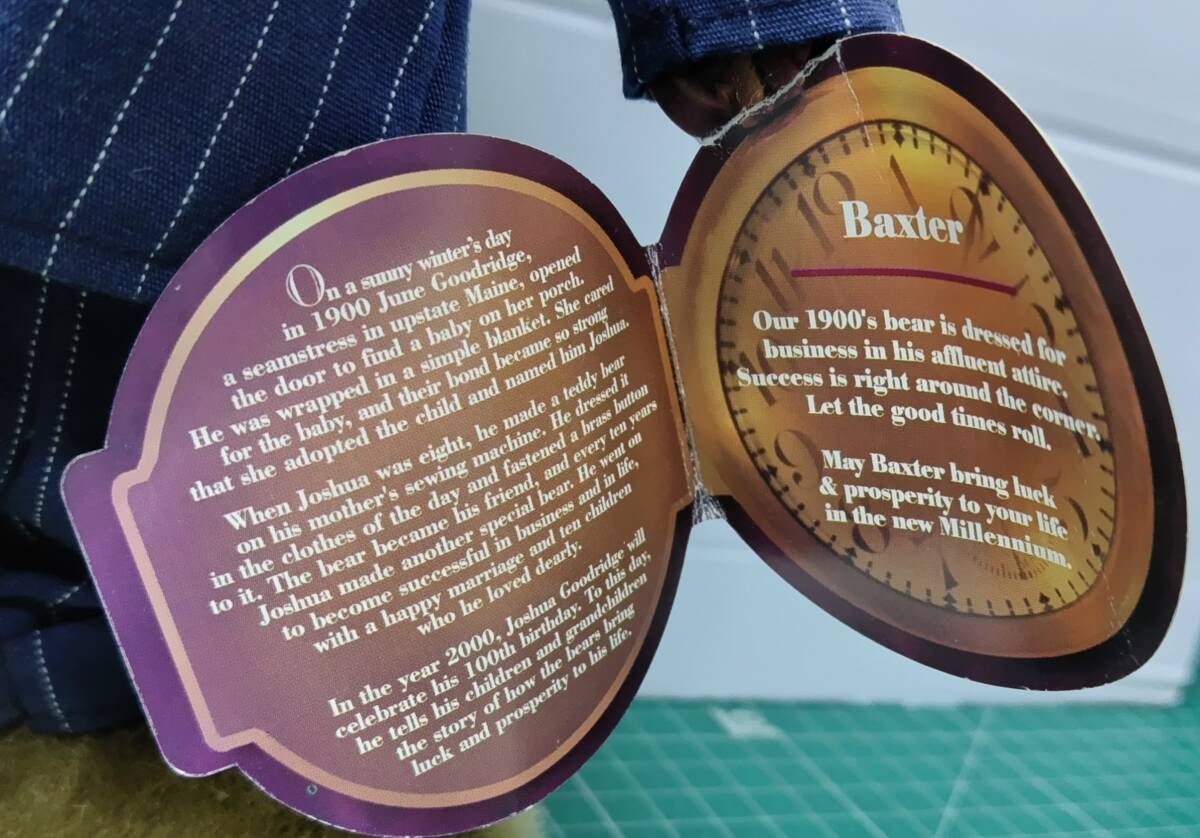 On a sunny winter's day
in 1900 June Goodridge,
a seamstress in upstate Maine, opened
the door to find a baby on her porch.
He was wrapped in a simple blanket. She cared
for the baby, and their bond became so strong
that she adopted the child and named him Joshua.
When Joshua was eight, he made a teddy bear
on his mother's sewing machine. He dressed it
in the clothes of the day and fastened a brass button
to it. The bear became his friend, and every ten years
Joshua made another special bear. He went on
to become successful in business and in life,
with a happy marriage and ten children
who he loved dearly.
In the year 2000, Joshua Goodridge will
celebrate his 100th birthday. To this day,
he tells his children and grandchildren
the story of how the bears bring
luck and prosperity to his life.
Baxter
Our 1900's bear is dressed for
business in his affluent attire.
Success is right around the corner.
Let the good times roll.
May Baxter bring luck
& prosperity to your life
in the new Millennium.